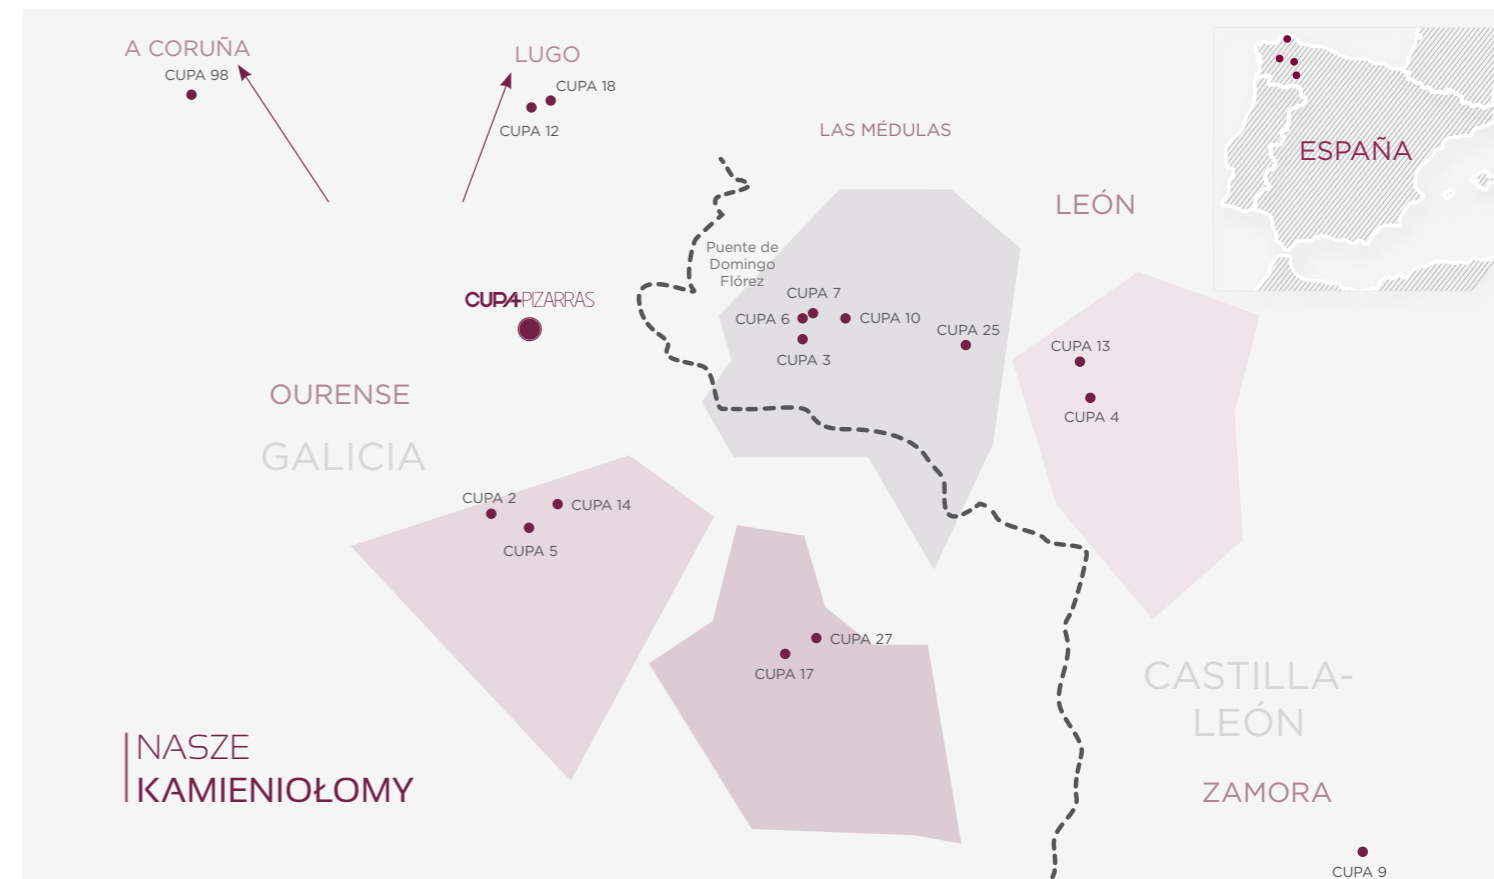 A CORUÑA
CUPA 98
LUGO
CUPA 18
CUPA 12
LAS MÉDULAS
ESPAÑA
LEÓN
Puente de
Domingo
Flórez
CUPA PIZARRAS
CUPA 7
CUPA 6
CUPA 10
CUPA 3
CUPA 25
CUPA 13
CUPA 4
OURENSE
GALICIA
CUPA 2
CUPA 14
CUPA 5
CUPA 27
CUPA 17
CASTILLA-
LEÓN
NASZE
KAMIENIOŁOMY
ZAMORA
CUPA 9